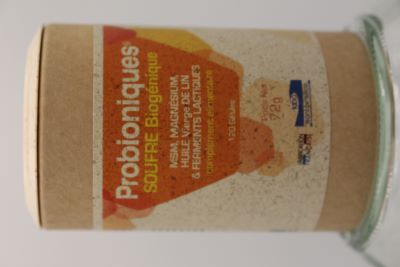 Probioniques
SOUFRE Biogénique
MSM, MAGNÉSIUM,
HUILE Vierge DE LIN
& FERMENTS LACTIQUES
complément alimentaire
120 Gélules
Poids Net
72g